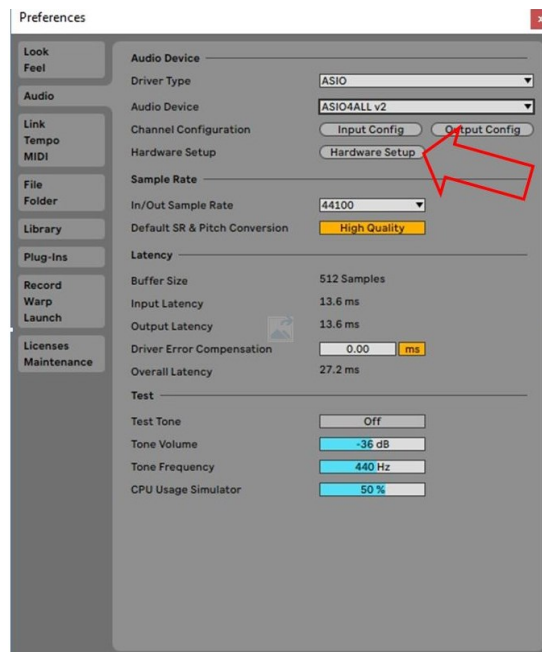 Preferences
x
Look
Feel
Audio
Link
Tempo
MIDI
File
Folder
Library
Plug-Ins
Record
Warp
Launch
Licenses
Maintenance
Audio Device
Driver Type ASIO
Audio Device ASIO4ALL v2
Channel Configuration Input Config Output Config
Hardware Setup Hardware Setup
Sample Rate
In/Out Sample Rate 44100
Default SR & Pitch Conversion High Quality
Latency
Buffer Size 512 Samples
Input Latency 13.6 ms
Output Latency 13.6 ms
Driver Error Compensation 0.00 ms
Overall Latency 27.2 ms
Test
Test Tone Off
Tone Volume -36 dB
Tone Frequency 440 Hz
CPU Usage Simulator 50 %